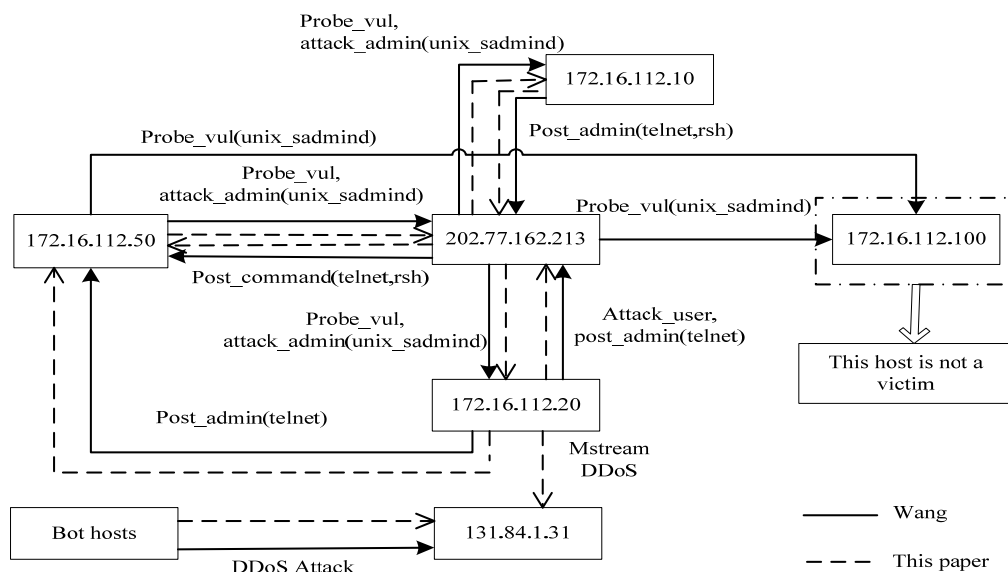 Probe_vul,
attack_admin(unix_sadmind)
172.16.112.10
Probe_vul(unix_sadmind)
Post_admin(telnet,rsh)
Probe_vul,
attack_admin(unix_sadmind)
Probe_vul(unix_sadmind)
172.16.112.50
202.77.162.213
172.16.112.100
Post_command(telnet,rsh)
Probe_vul,
attack_admin(unix_sadmind)
Attack_user,
post_admin(telnet)
This host is not a
victim
172.16.112.20
Post_admin(telnet)
Mstream
DDoS
Bot hosts
131.84.1.31
DDoS Attack
Wang
This paper